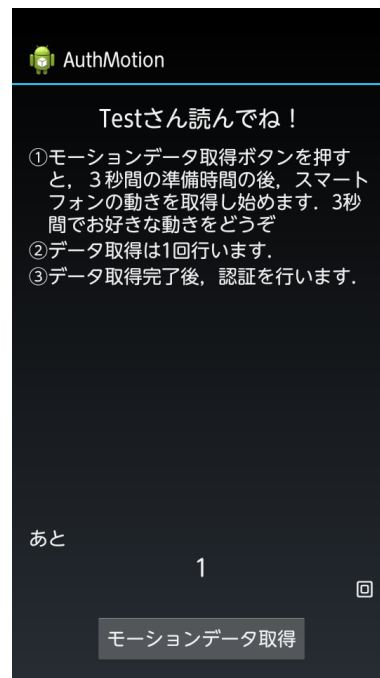 AuthMotion
Testさん読んでね！
①モーションデータ取得ボタンを押す
と，３秒間の準備時間の後，スマート
フォンの動きを取得し始めます．3秒
間でお好きな動きをどうぞ
②データ取得は1回行います．
③データ取得完了後，認証を行います．
あと
1
回
モーションデータ取得